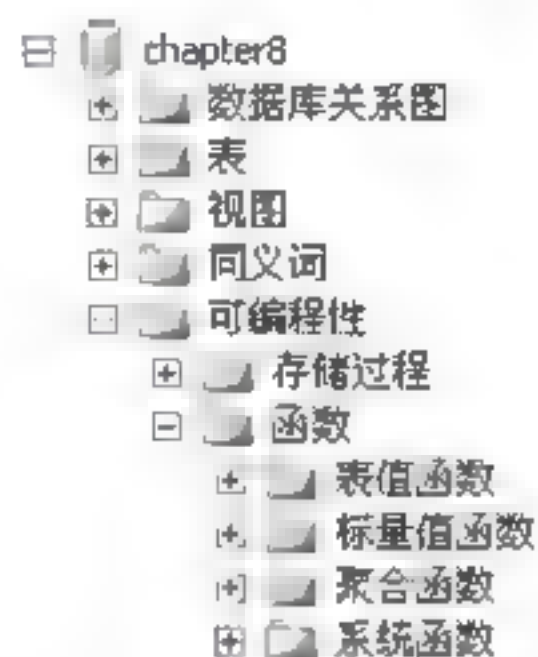 chapter8
数据库关系图
表
视图
同义词
可编程性
存储过程
函数
表值函数
标量值函数
聚合函数
系统函数